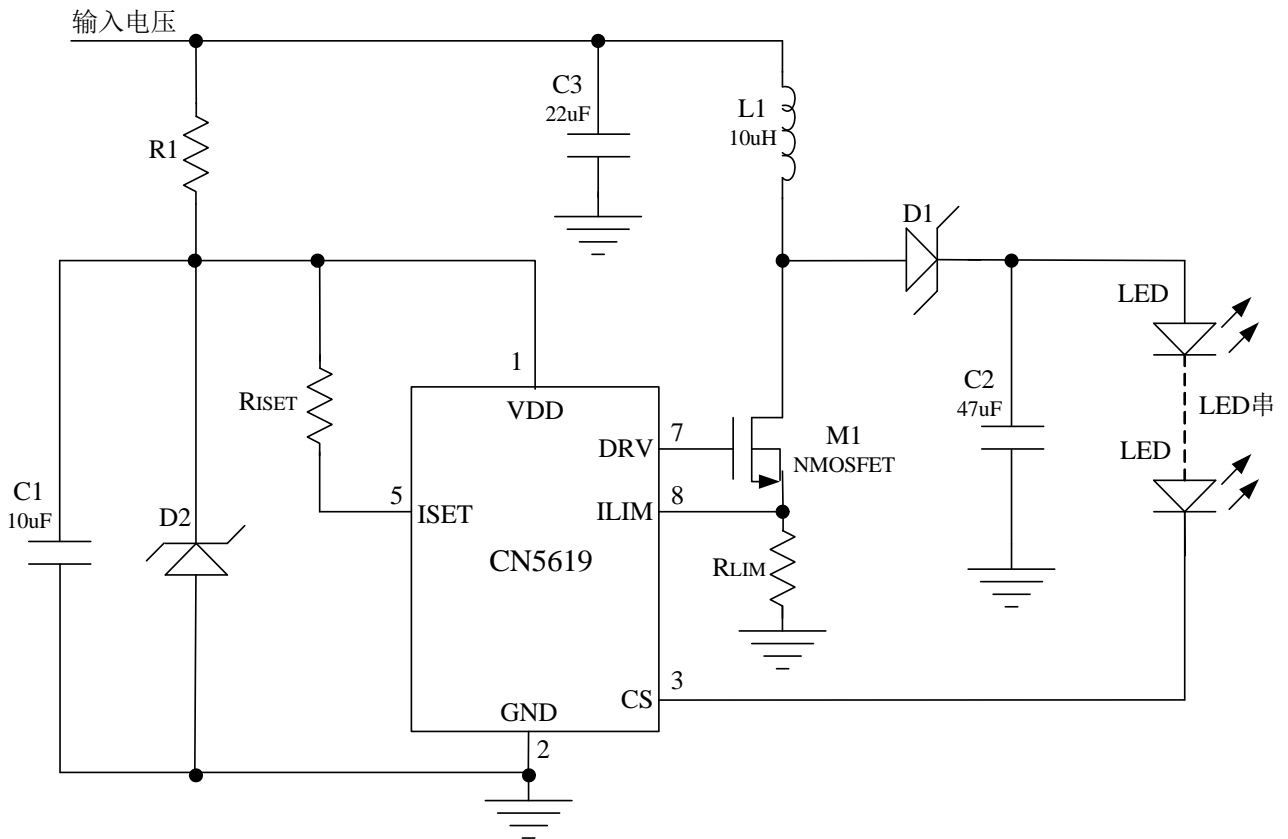 输入电压
C3
22uF
L1
10uH
R1
D1
LED
1
RISET
VDD
C2
47uF
LED串
DRV
7
M1
NMOSFET
LED
C1
10uF
D2
5
ISET
ILIM
8
CN5619
RLIM
CS
3
GND
2